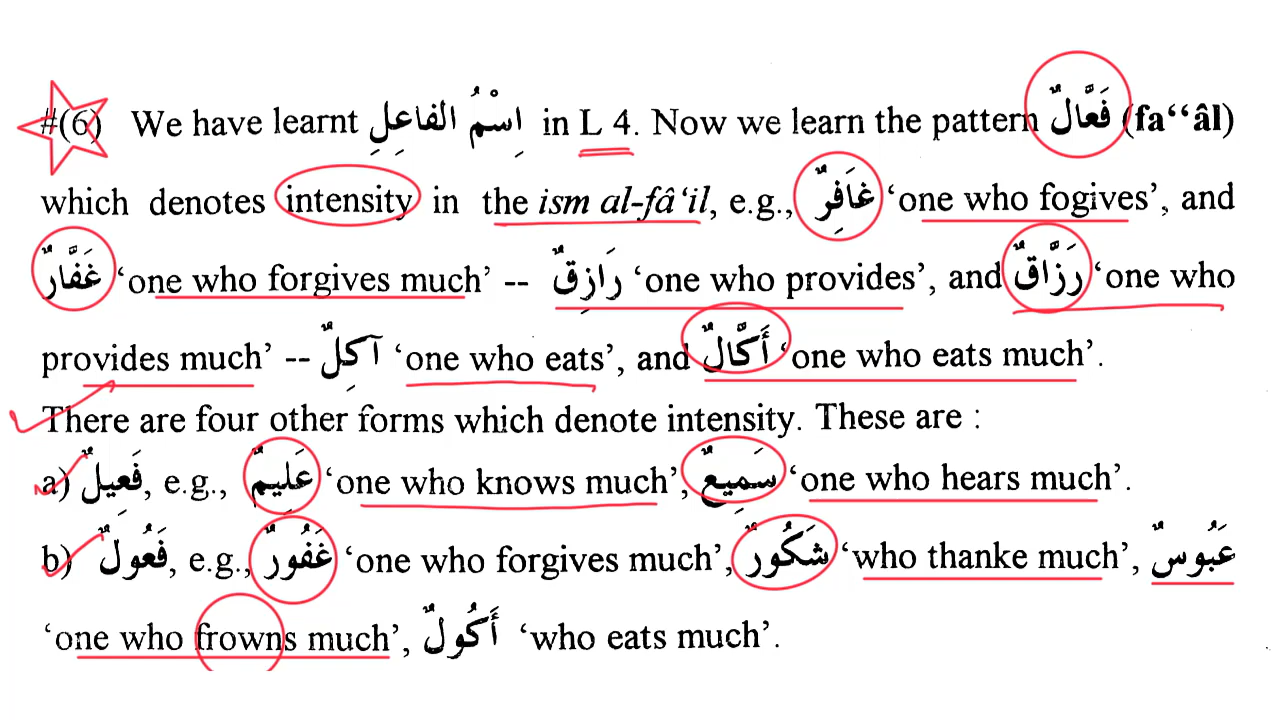 #(6) We have learnt اِسْمُ الفاعِلِ in L 4. Now we learn the pattern فَعَّالٌ (fa‘‘âl)
which denotes intensity in the ism al-fâ‘il, e.g., غَافِرٌ ‘one who fogives’, and
غَفَّارٌ ‘one who forgives much’ -- رَازِقٌ ‘one who provides’, and رَزَّاقٌ ‘one who
provides much’ -- آكِلٌ ‘one who eats’, and أَكَّالٌ ‘one who eats much’.
There are four other forms which denote intensity. These are :
a) فَعِيلٌ, e.g., عَلِيمٌ ‘one who knows much’, سَمِيعٌ ‘one who hears much’.
b) فَعُولٌ, e.g., غَفُورٌ ‘one who forgives much’, شَكُورٌ ‘who thanke much’, عَبُوسٌ
‘one who frowns much’, أَكُولٌ ‘who eats much’.